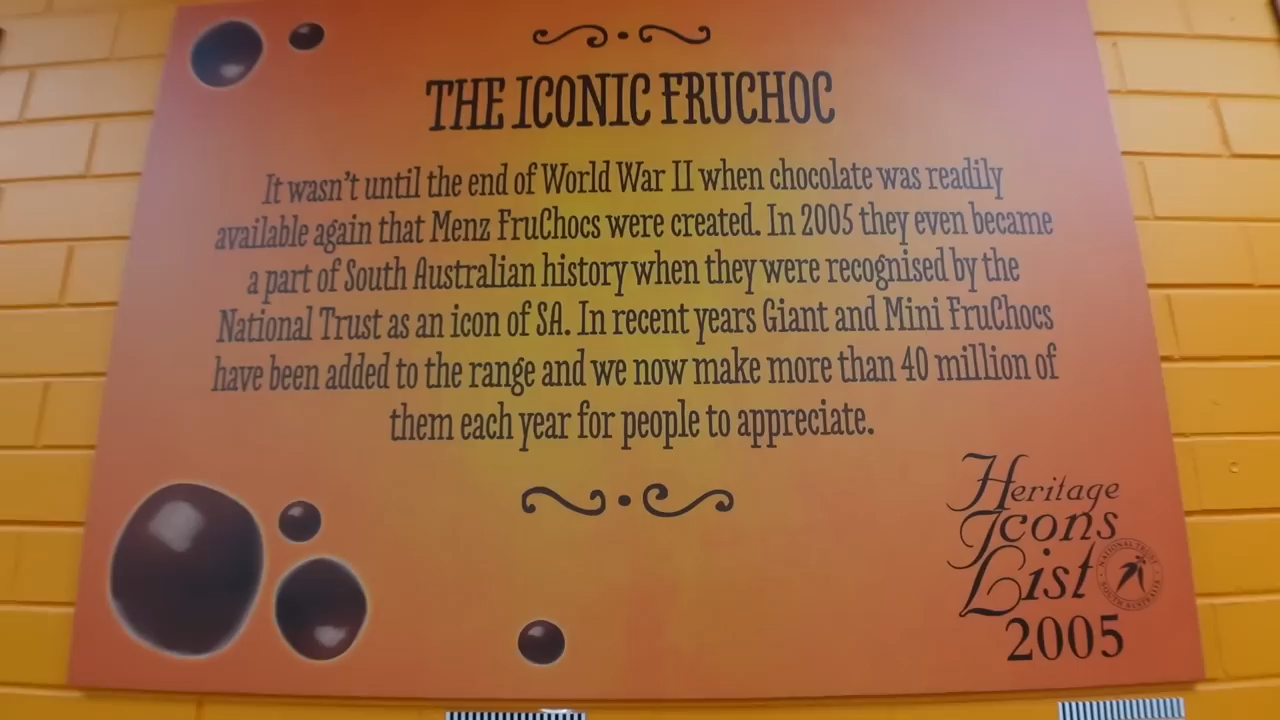 THE ICONIC FRUCHOC
It wasn't until the end of World War II when chocolate was readily
available again that Menz FruChocs were created. In 2005 they even became
a part of South Australian history when they were recognised by the
National Trust as an icon of SA. In recent years Giant and Mini FruChocs
have been added to the range and we now make more than 40 million of
them each year for people to appreciate.
Heritage
Icons
List
NATIONAL TRUST
SOUTH AUSTRALIA
2005